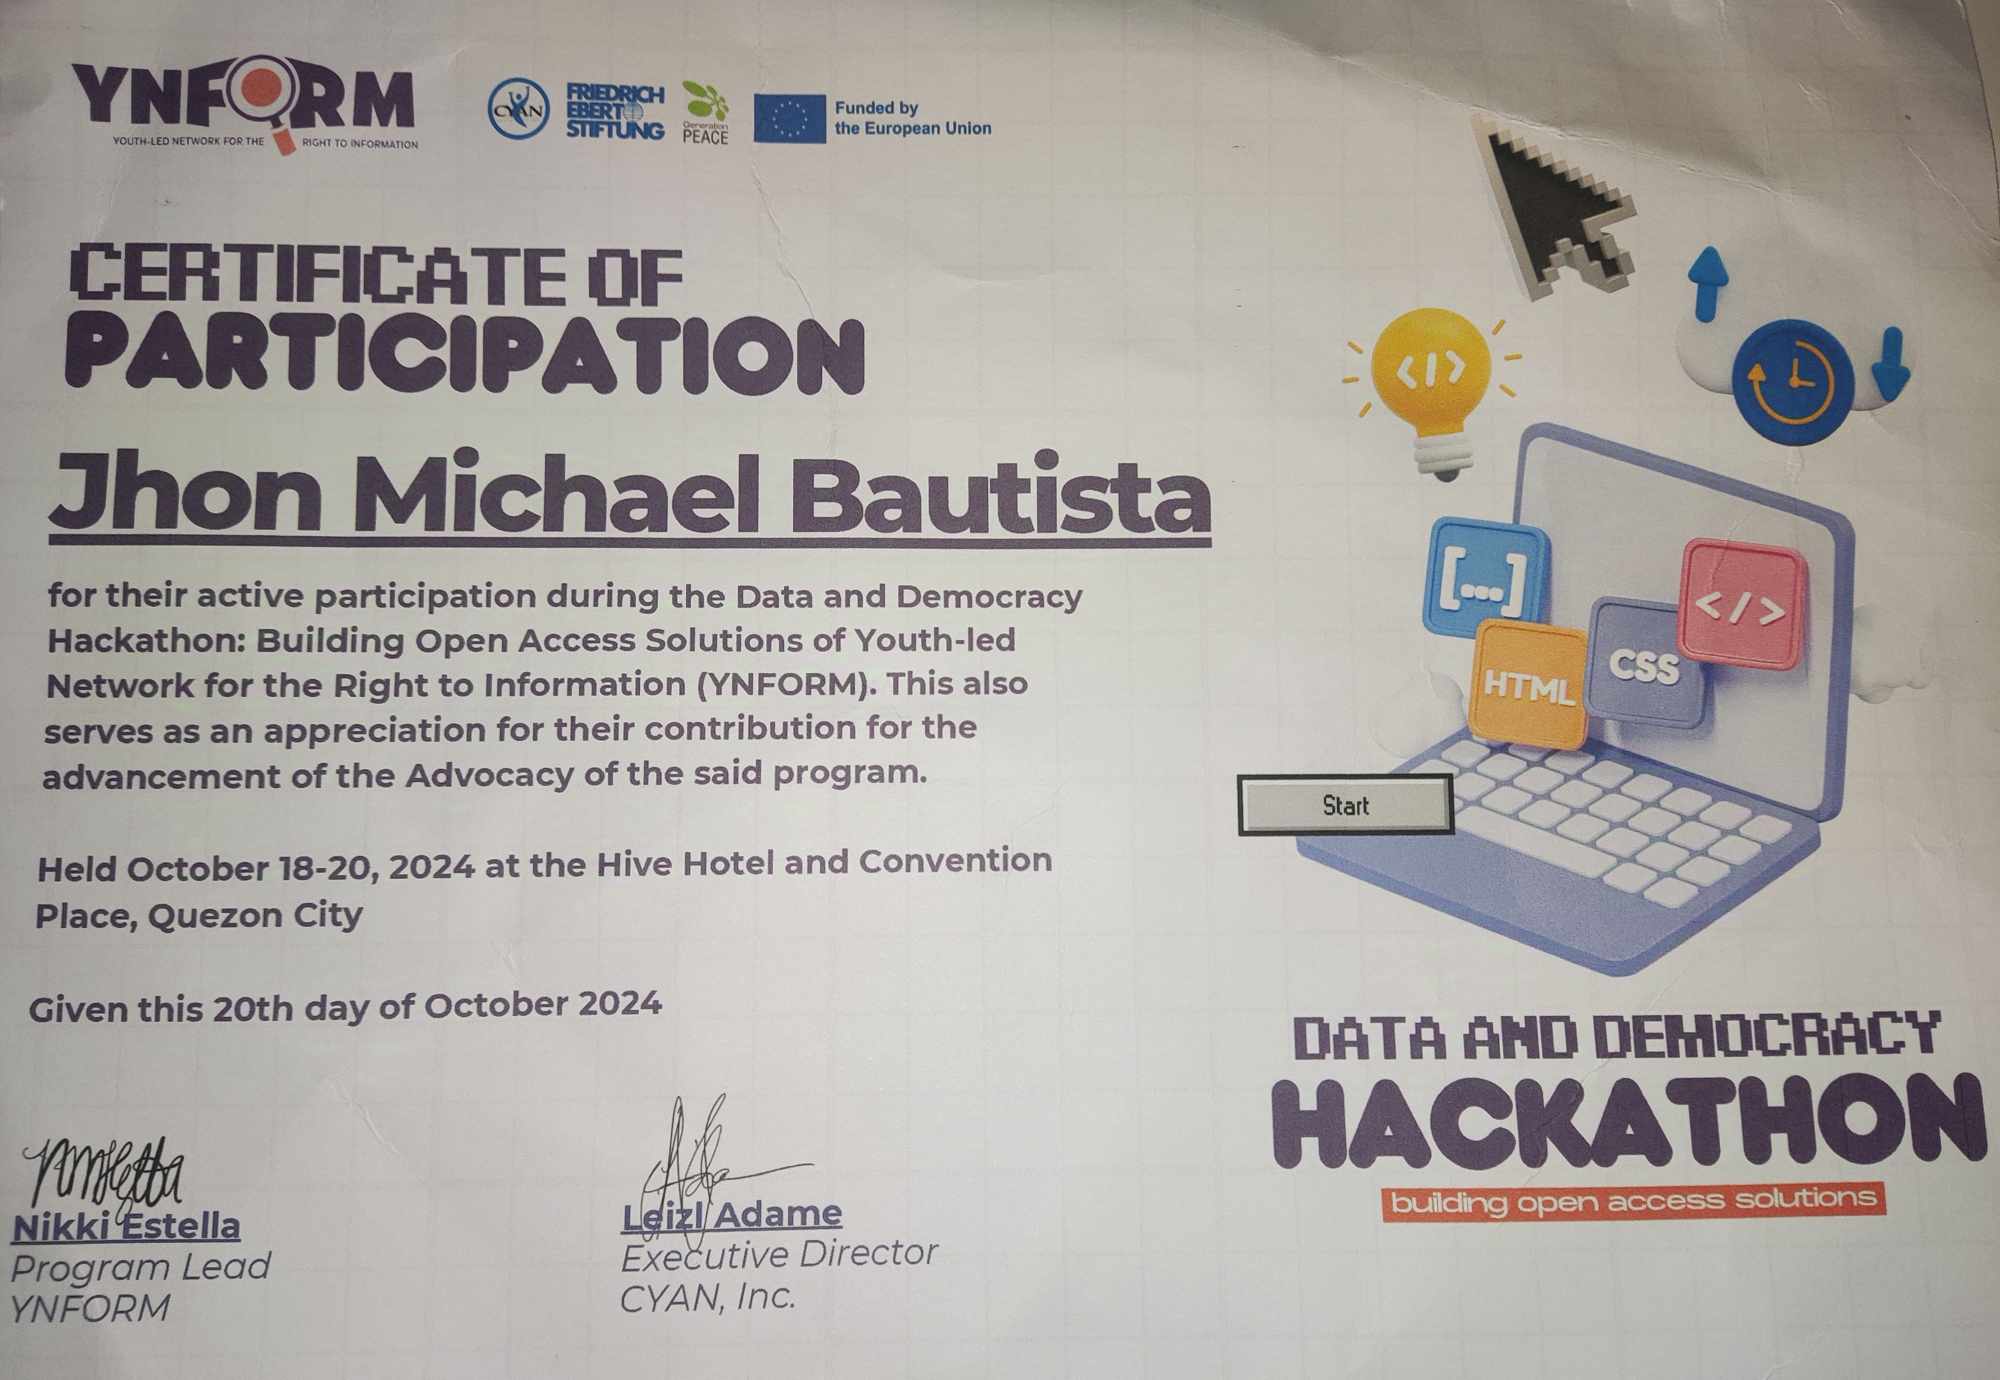 YNFORM
YOUTH-LED NETWORK FOR THE RIGHT TO INFORMATION
CYAN
FRIEDRICH
EBERT
STIFTUNG
Generation
PEACE
Funded by
the European Union
CERTIFICATE OF
PARTICIPATION
Jhon Michael Bautista
for their active participation during the Data and Democracy
Hackathon: Building Open Access Solutions of Youth-led
Network for the Right to Information (YNFORM). This also
serves as an appreciation for their contribution for the
advancement of the Advocacy of the said program.
Held October 18-20, 2024 at the Hive Hotel and Convention
Place, Quezon City
Given this 20th day of October 2024
Nikki Estella
Program Lead
YNFORM
Leizl Adame
Executive Director
CYAN, Inc.
</>
[...]
</>
HTML
CSS
Start
DATA AND DEMOCRACY
HACKATHON
building open access solutions